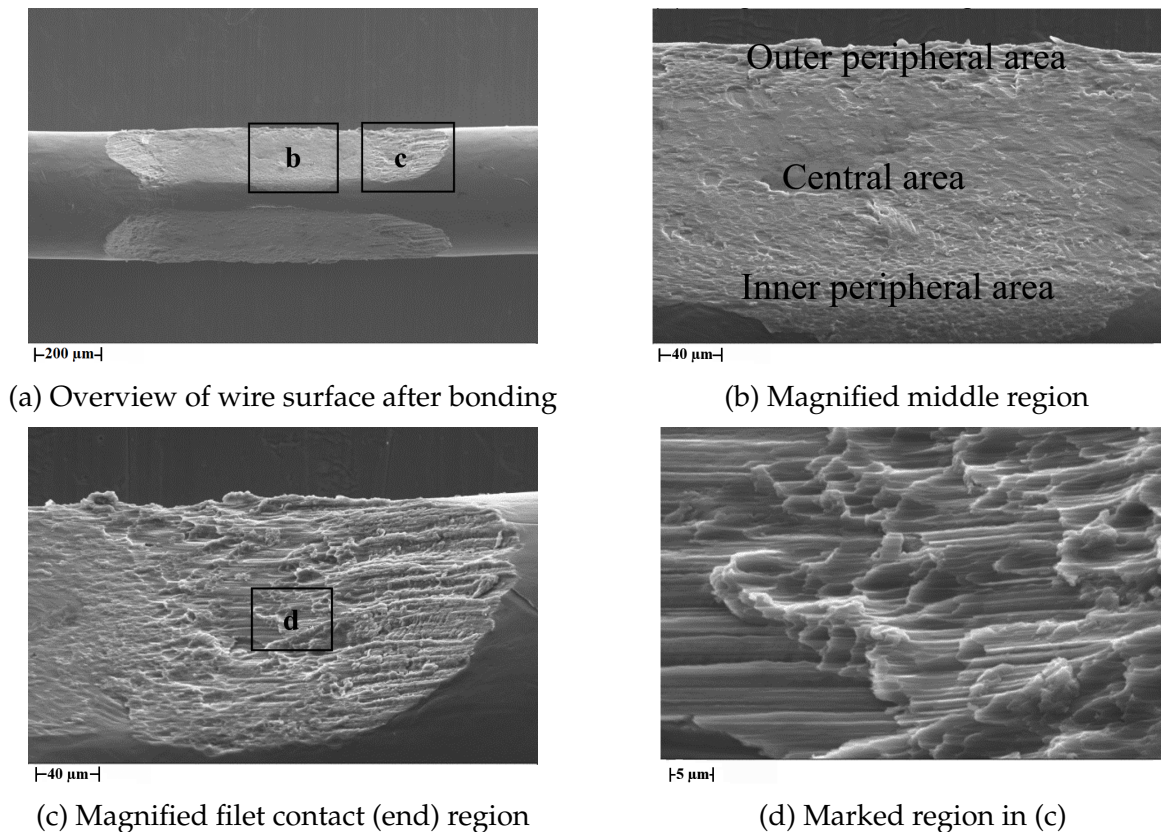 b
c
200 µm
(a) Overview of wire surface after bonding
Outer peripheral area
Central area
Inner peripheral area
40 µm
(b) Magnified middle region
d
40 µm
(c) Magnified filet contact (end) region
5 µm
(d) Marked region in (c)